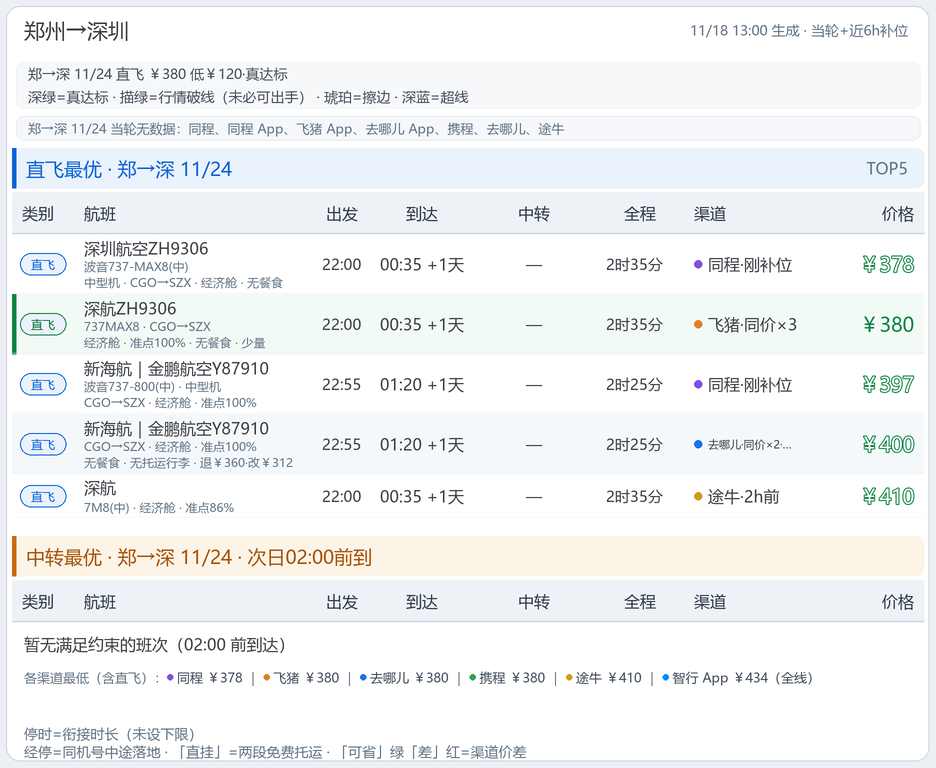 郑州→深圳
11/18 13:00 生成 · 当轮+近6h补位
郑→深 11/24 直飞 ¥380 低¥120·真达标
深绿=真达标 · 描绿=行情破线（未必可出手） · 琥珀=擦边 · 深蓝=超线
郑→深 11/24 当轮无数据：同程、同程 App、飞猪 App、去哪儿 App、携程、去哪儿、途牛
直飞最优 · 郑→深 11/24 TOP5
类别 航班 出发 到达 中转 全程 渠道 价格
深圳航空ZH9306
直飞 波音737-MAX8(中) 22:00 00:35 +1天 — 2时35分 同程·刚补位 ¥378
中型机 · CGO→SZX · 经济舱 · 无餐食
深航ZH9306
直飞 737MAX8 · CGO→SZX 22:00 00:35 +1天 — 2时35分 飞猪·同价×3 ¥380
经济舱 · 准点100% · 无餐食 · 少量
新海航｜金鹏航空Y87910
直飞 波音737-800(中) · 中型机 22:55 01:20 +1天 — 2时25分 同程·刚补位 ¥397
CGO→SZX · 经济舱 · 准点100%
新海航｜金鹏航空Y87910
直飞 CGO→SZX · 经济舱 · 准点100% 22:55 01:20 +1天 — 2时25分 去哪儿·同价×2·... ¥400
无餐食 · 无托运行李 · 退¥360·改¥312
深航
直飞 7M8(中) · 经济舱 · 准点86% 22:00 00:35 +1天 — 2时35分 途牛·2h前 ¥410
中转最优 · 郑→深 11/24 · 次日02:00前到
类别 航班 出发 到达 中转 全程 渠道 价格
暂无满足约束的班次（02:00 前到达）
各渠道最低（含直飞）: 同程 ¥378 | 飞猪 ¥380 | 去哪儿 ¥380 | 携程 ¥380 | 途牛 ¥410 | 智行 App ¥434（全线）
停时=衔接时长（未设下限）
经停=同机号中途落地 · 「直挂」=两段免费托运 · 「可省」绿「差」红=渠道价差